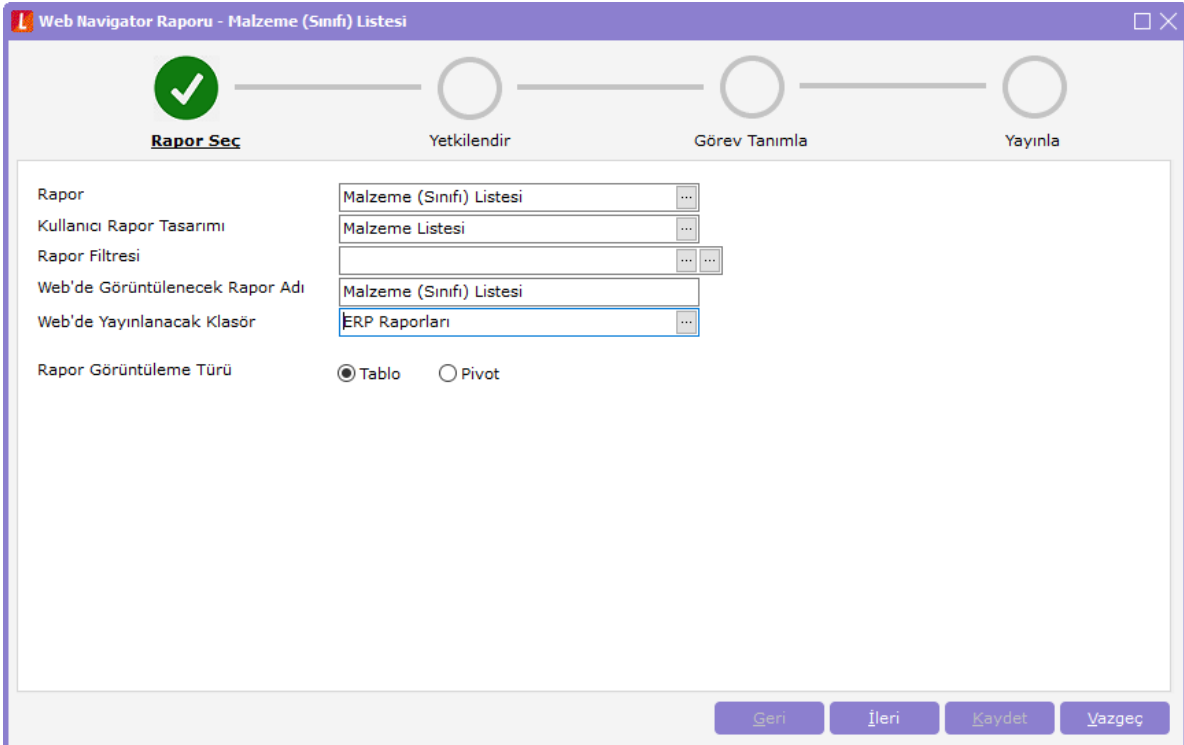 Web Navigator Raporu - Malzeme (Sınıfı) Listesi
Rapor Seç
Yetkilendir
Görev Tanımla
Yayınla
Rapor
Malzeme (Sınıfı) Listesi
...
Kullanıcı Rapor Tasarımı
Malzeme Listesi
...
Rapor Filtresi
... ...
Web'de Görüntülenecek Rapor Adı
Malzeme (Sınıfı) Listesi
Web'de Yayınlanacak Klasör
ERP Raporları
...
Rapor Görüntüleme Türü
Tablo
Pivot
Geri
İleri
Kaydet
Vazgeç